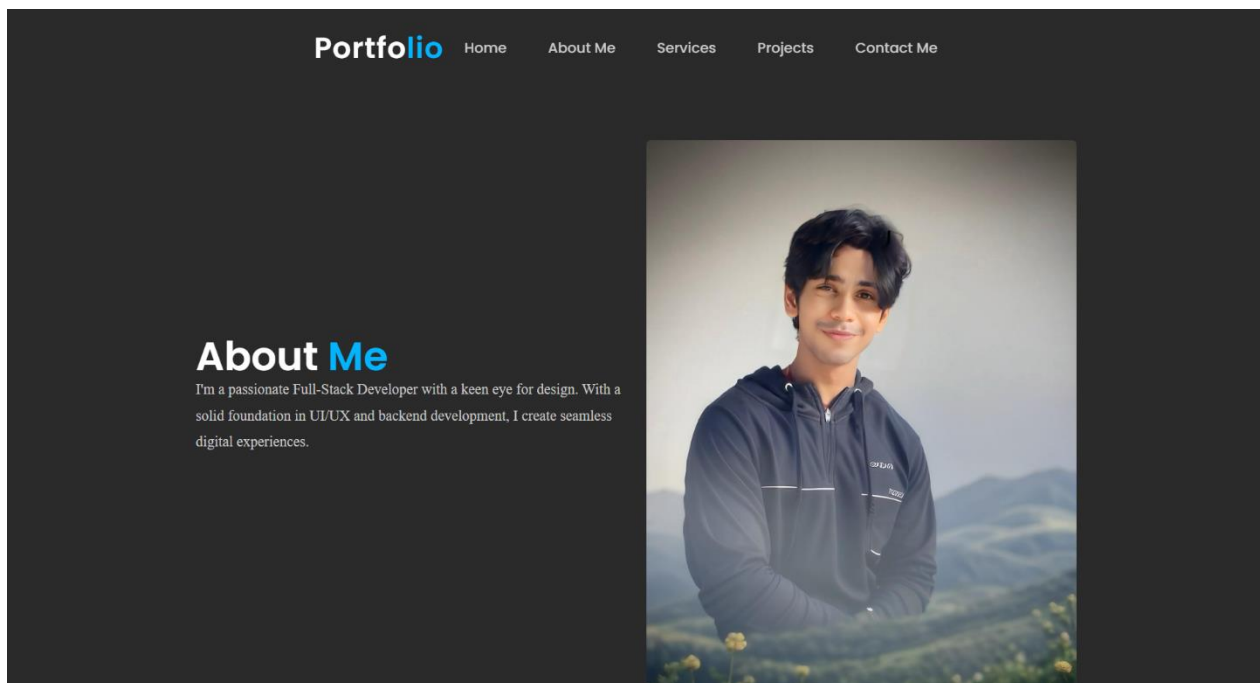 Portfolio Home About Me Services Projects Contact Me
About Me
I'm a passionate Full-Stack Developer with a keen eye for design. With a
solid foundation in UI/UX and backend development, I create seamless
digital experiences.